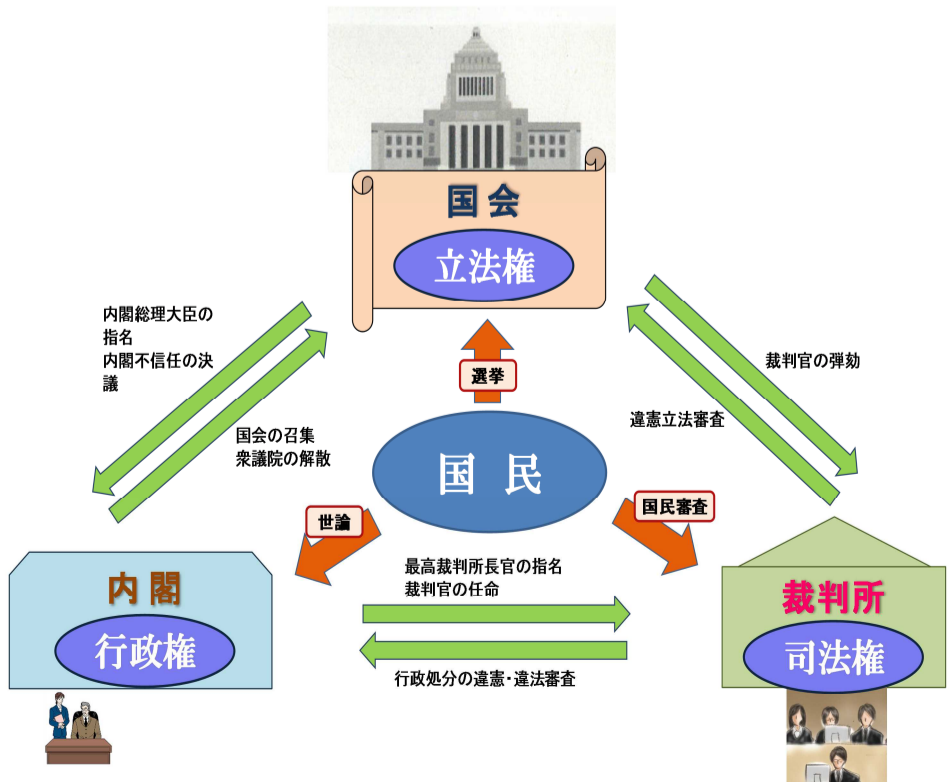 国会
立法権
内閣総理大臣の
指名
内閣不信任の決
議
国会の召集
衆議院の解散
選挙
裁判官の弾劾
違憲立法審査
国民
世論
国民審査
最高裁判所長官の指名
裁判官の任命
行政処分の違憲・違法審査
内閣
行政権
裁判所
司法権